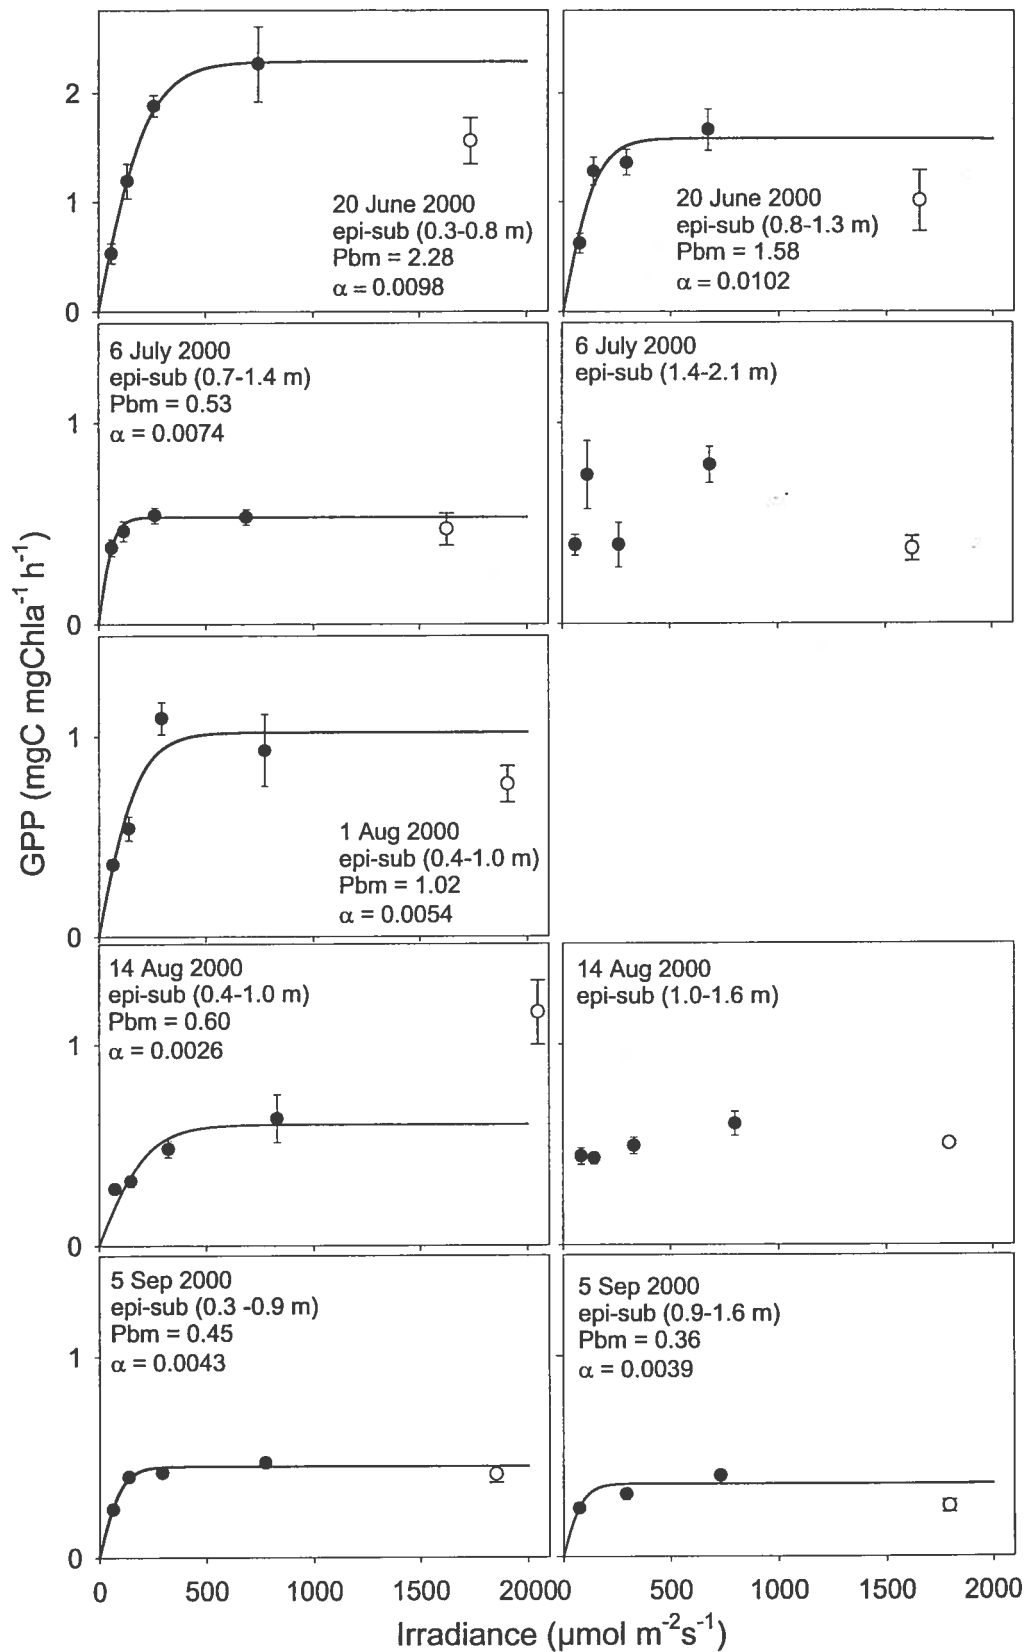 2
1
0
20 June 2000
epi-sub (0.3-0.8 m)
Pbm = 2.28
α = 0.0098
20 June 2000
epi-sub (0.8-1.3 m)
Pbm = 1.58
α = 0.0102
1
0
6 July 2000
epi-sub (0.7-1.4 m)
Pbm = 0.53
α = 0.0074
6 July 2000
epi-sub (1.4-2.1 m)
GPP (mgC mgChla⁻¹ h⁻¹)
1
0
1 Aug 2000
epi-sub (0.4-1.0 m)
Pbm = 1.02
α = 0.0054
1
0
14 Aug 2000
epi-sub (0.4-1.0 m)
Pbm = 0.60
α = 0.0026
14 Aug 2000
epi-sub (1.0-1.6 m)
1
0
5 Sep 2000
epi-sub (0.3 -0.9 m)
Pbm = 0.45
α = 0.0043
5 Sep 2000
epi-sub (0.9-1.6 m)
Pbm = 0.36
α = 0.0039
0 500 1000 1500 20000 500 1000 1500 2000
Irradiance (µmol m⁻²s⁻¹)